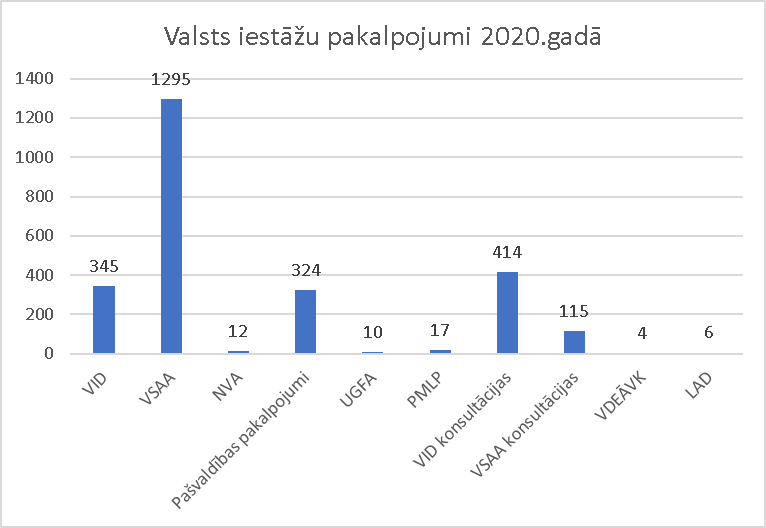 Valsts iestāžu pakalpojumi 2020.gadā
1400
1200
1000
800
600
400
200
0
345
1295
12
324
10
17
414
115
4
6
VID
VSAA
NVA
Pašvaldības pakalpojumi
UGFA
PMLP
VID konsultācijas
VSAA konsultācijas
VDEĀVK
LAD